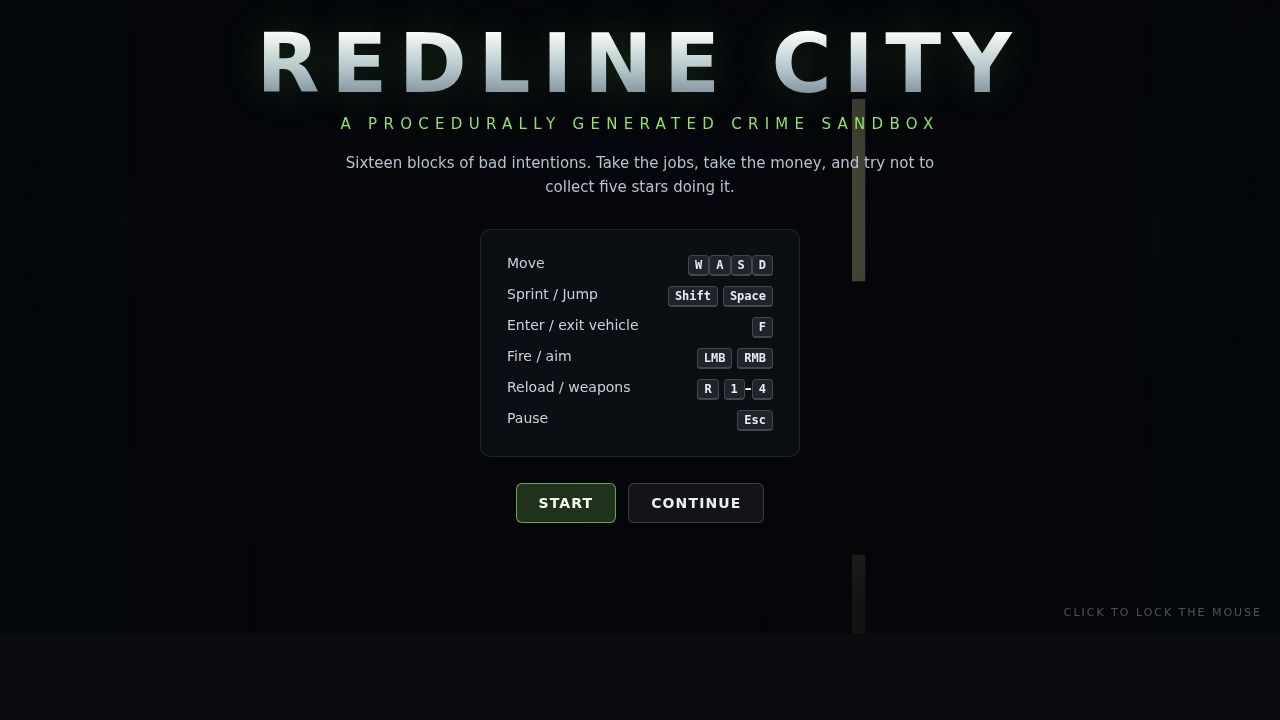 REDLINE CITY
A PROCEDURALLY GENERATED CRIME SANDBOX
Sixteen blocks of bad intentions. Take the jobs, take the money, and try not to
collect five stars doing it.
Move W A S D
Sprint / Jump Shift Space
Enter / exit vehicle F
Fire / aim LMB RMB
Reload / weapons R 1–4
Pause Esc
START CONTINUE
CLICK TO LOCK THE MOUSE